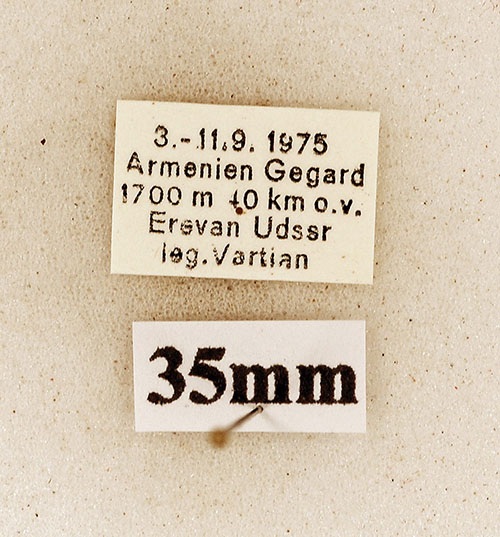 3.-11.9. 1975
Armenien Gegard
1700 m 40 km o.v.
Erevan Udssr
leg. Vartian
35mm